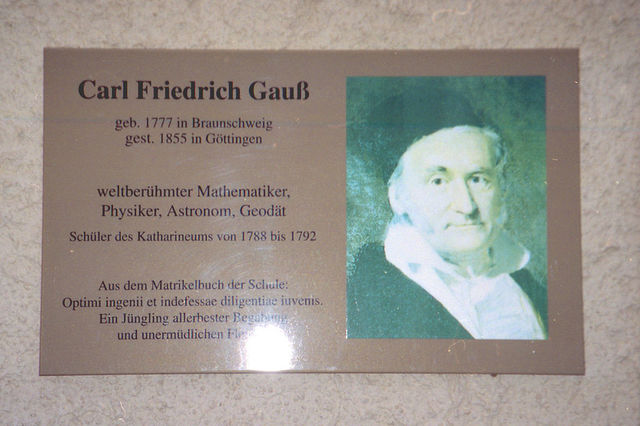 Carl Friedrich Gauß
geb. 1777 in Braunschweig
gest. 1855 in Göttingen
weltberühmter Mathematiker,
Physiker, Astronom, Geodät
Schüler des Katharineums von 1788 bis 1792
Aus dem Matrikelbuch der Schule:
Optimi ingenii et indefessae diligentiae iuvenis.
Ein Jüngling allerbester Begabung
und unermüdlichen